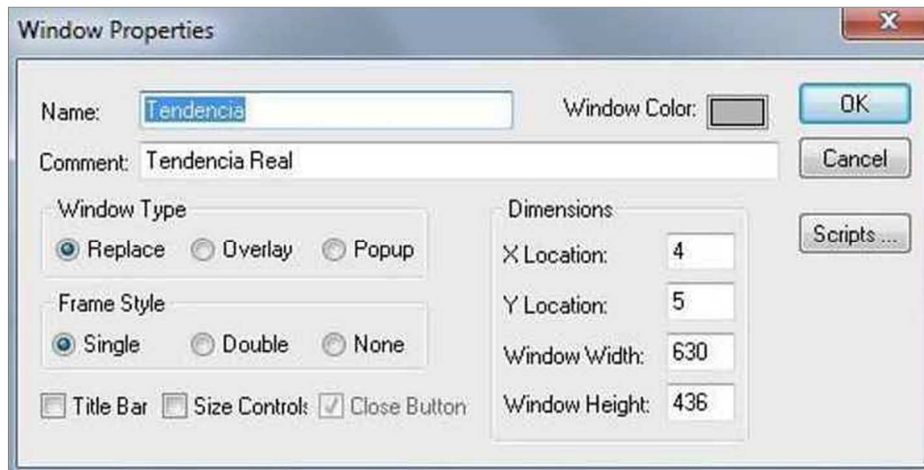 Window Properties
Name: Tendencia Window Color: OK
Comment: Tendencia Real Cancel
Window Type Dimensions Scripts ...
Replace Overlay Popup X Location: 4
Frame Style Y Location: 5
Single Double None Window Width: 630
Title Bar Size Controls Close Button Window Height: 436